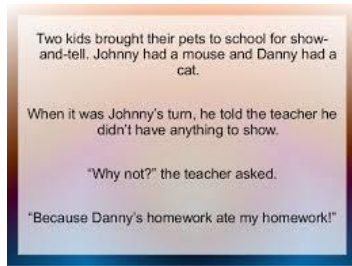 Two kids brought their pets to school for show-
and-tell. Johnny had a mouse and Danny had a
cat.
When it was Johnny's turn, he told the teacher he
didn't have anything to show.
“Why not?” the teacher asked.
“Because Danny's homework ate my homework!”